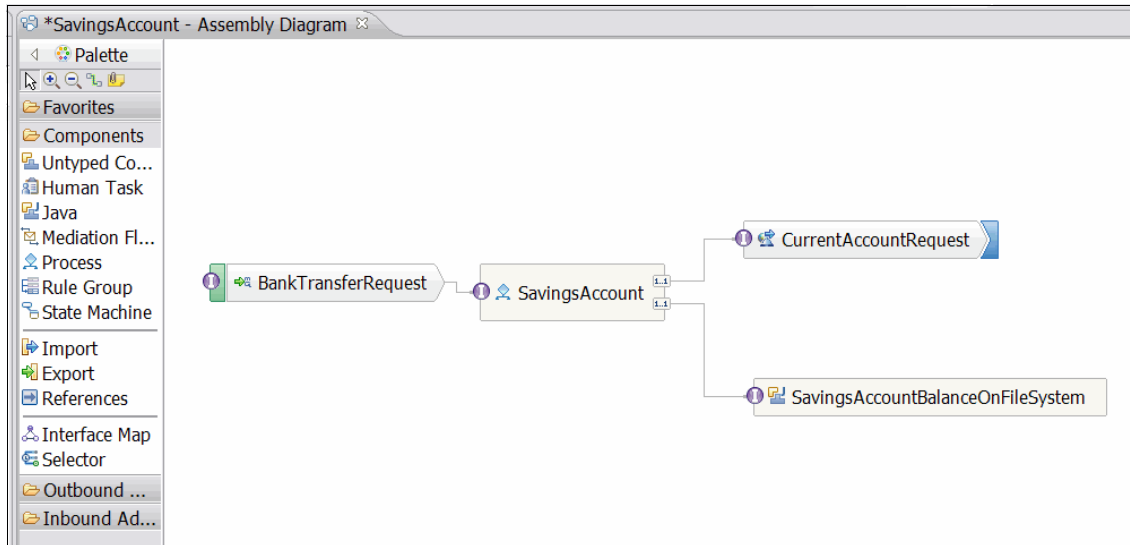 *SavingsAccount - Assembly Diagram
Palette
Favorites
Components
Untyped Co...
Human Task
Java
Mediation Fl...
Process
Rule Group
State Machine
Import
Export
References
Interface Map
Selector
Outbound ...
Inbound Ad...
BankTransferRequest
SavingsAccount
1..1
1..1
CurrentAccountRequest
SavingsAccountBalanceOnFileSystem